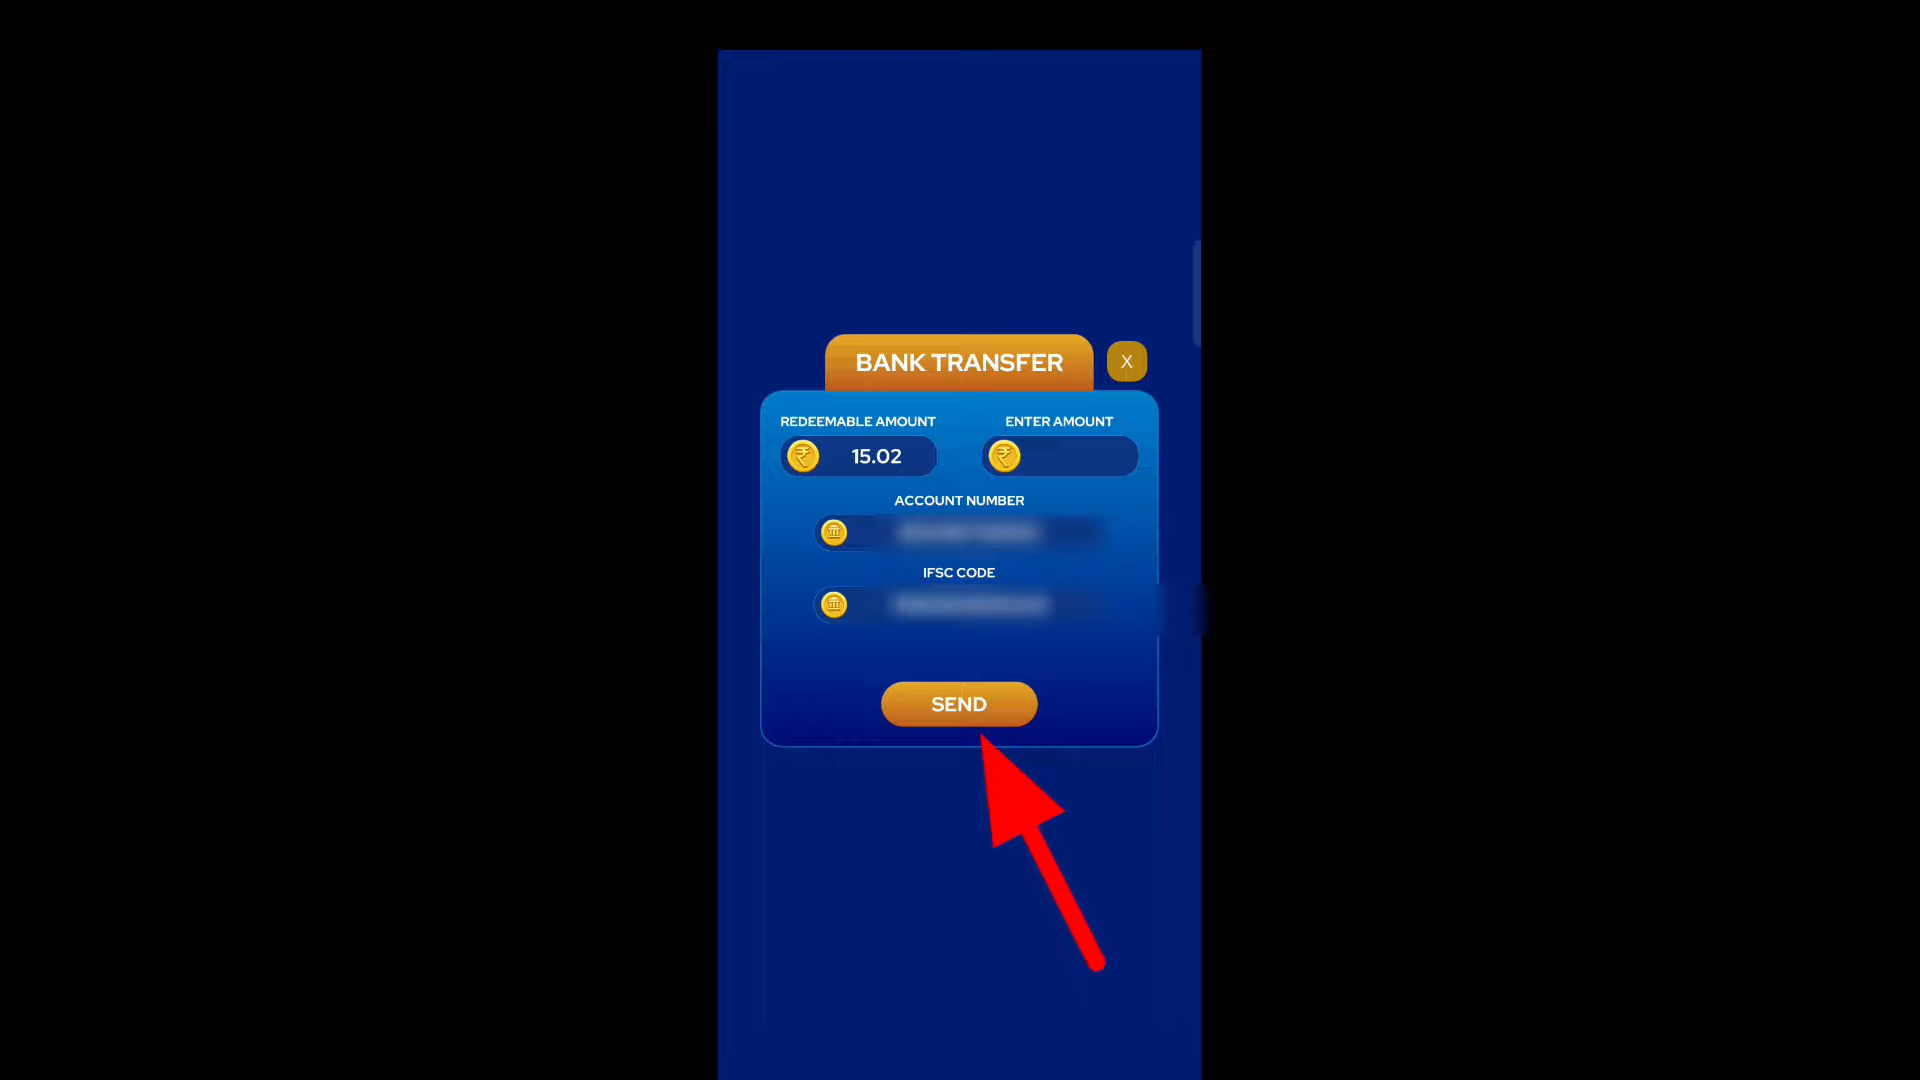 BANK TRANSFER
X
REDEEMABLE AMOUNT
ENTER AMOUNT
₹
15.02
₹
ACCOUNT NUMBER
IFSC CODE
SEND